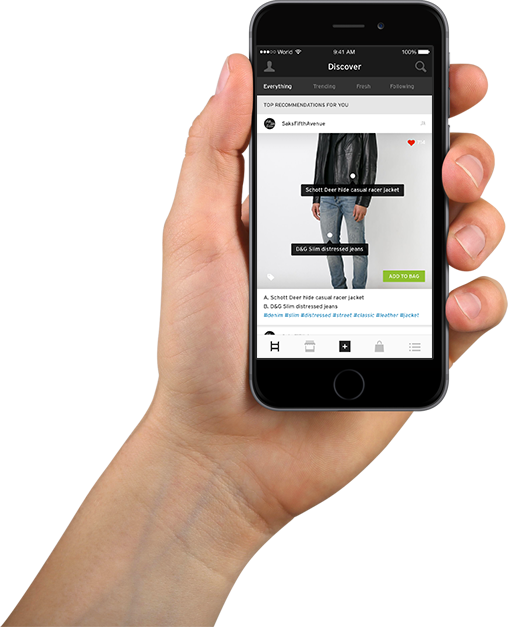 World 9:41 AM 100%
Discover
Everything Trending Fresh Following
TOP RECOMMENDATIONS FOR YOU
SaksFifthAvenue
Schott Deer hide casual racer jacket
D&G Slim distressed jeans
ADD TO BAG
A. Schott Deer hide casual racer jacket
B. D&G Slim distressed jeans
#denim #slim #distressed #street #classic #leather #jacket